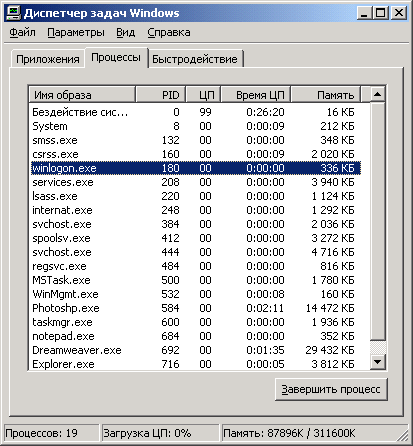 Диспетчер задач Windows
Файл Параметры Вид Справка
Приложения Процессы Быстродействие
Имя образа PID ЦП Время ЦП Память
Бездействие сис... 0 99 0:26:20 16 КБ
System 8 00 0:00:09 212 КБ
smss.exe 132 00 0:00:00 348 КБ
csrss.exe 160 00 0:00:09 2 020 КБ
winlogon.exe 180 00 0:00:00 336 КБ
services.exe 208 00 0:00:00 3 940 КБ
lsass.exe 220 00 0:00:00 1 124 КБ
internat.exe 248 00 0:00:00 1 292 КБ
svchost.exe 384 00 0:00:00 2 036 КБ
spoolsv.exe 412 00 0:00:00 3 272 КБ
svchost.exe 444 00 0:00:00 4 716 КБ
regsvc.exe 484 00 0:00:00 816 КБ
MSTask.exe 500 00 0:00:00 1 780 КБ
WinMgmt.exe 532 00 0:00:08 160 КБ
Photoshp.exe 584 00 0:02:11 14 472 КБ
taskmgr.exe 600 00 0:00:00 1 936 КБ
notepad.exe 684 00 0:00:00 352 КБ
Dreamweaver.exe 692 00 0:01:35 29 432 КБ
Explorer.exe 716 00 0:00:05 3 812 КБ
Завершить процесс
Процессов: 19 Загрузка ЦП: 0% Память: 87896K / 311600K